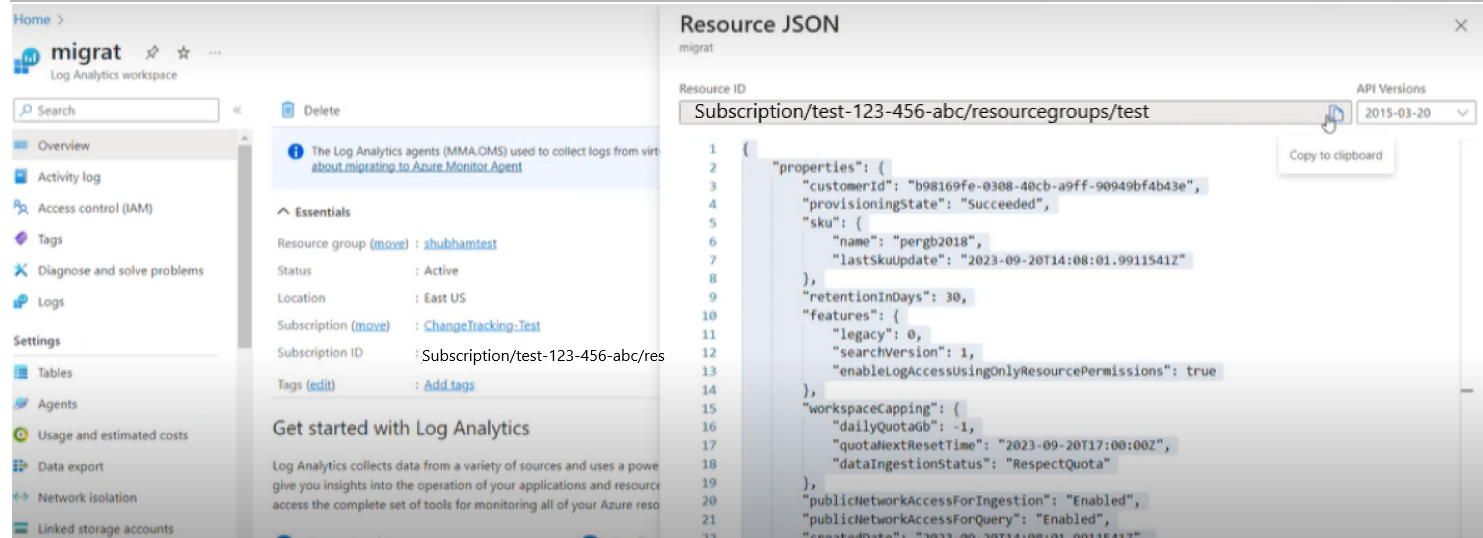 Home >
migrat
Log Analytics workspace
Search
Overview
Activity log
Access control (IAM)
Tags
Diagnose and solve problems
Logs
Settings
Tables
Agents
Usage and estimated costs
Data export
Network isolation
Linked storage accounts
Delete
The Log Analytics agents (MMA,OMS) used to collect logs from virt
about migrating to Azure Monitor Agent
Essentials
Resource group (move) : shubhamtest
Status : Active
Location : East US
Subscription (move) : ChangeTracking-Test
Subscription ID : Subscription/test-123-456-abc/res
Tags (edit) : Add tags
Get started with Log Analytics
Log Analytics collects data from a variety of sources and uses a powe
give you insights into the operation of your applications and resource
access the complete set of tools for monitoring all of your Azure reso
Resource JSON
migrat
Resource ID
Subscription/test-123-456-abc/resourcegroups/test
API Versions
2015-03-20
Copy to clipboard
1 {
2 "properties": {
3 "customerId": "b98169fe-0308-40cb-a9ff-90949bf4b43e",
4 "provisioningState": "Succeeded",
5 "sku": {
6 "name": "pergb2018",
7 "lastSkuUpdate": "2023-09-20T14:08:01.9911541Z"
8 },
9 "retentionInDays": 30,
10 "features": {
11 "legacy": 0,
12 "searchVersion": 1,
13 "enableLogAccessUsingOnlyResourcePermissions": true
14 },
15 "workspaceCapping": {
16 "dailyQuotaGb": -1,
17 "quotaNextResetTime": "2023-09-20T17:00:00Z",
18 "dataIngestionStatus": "RespectQuota"
19 },
20 "publicNetworkAccessForIngestion": "Enabled",
21 "publicNetworkAccessForQuery": "Enabled",
22 "createdDate": "2023-09-20T14:08:01.9911541Z"